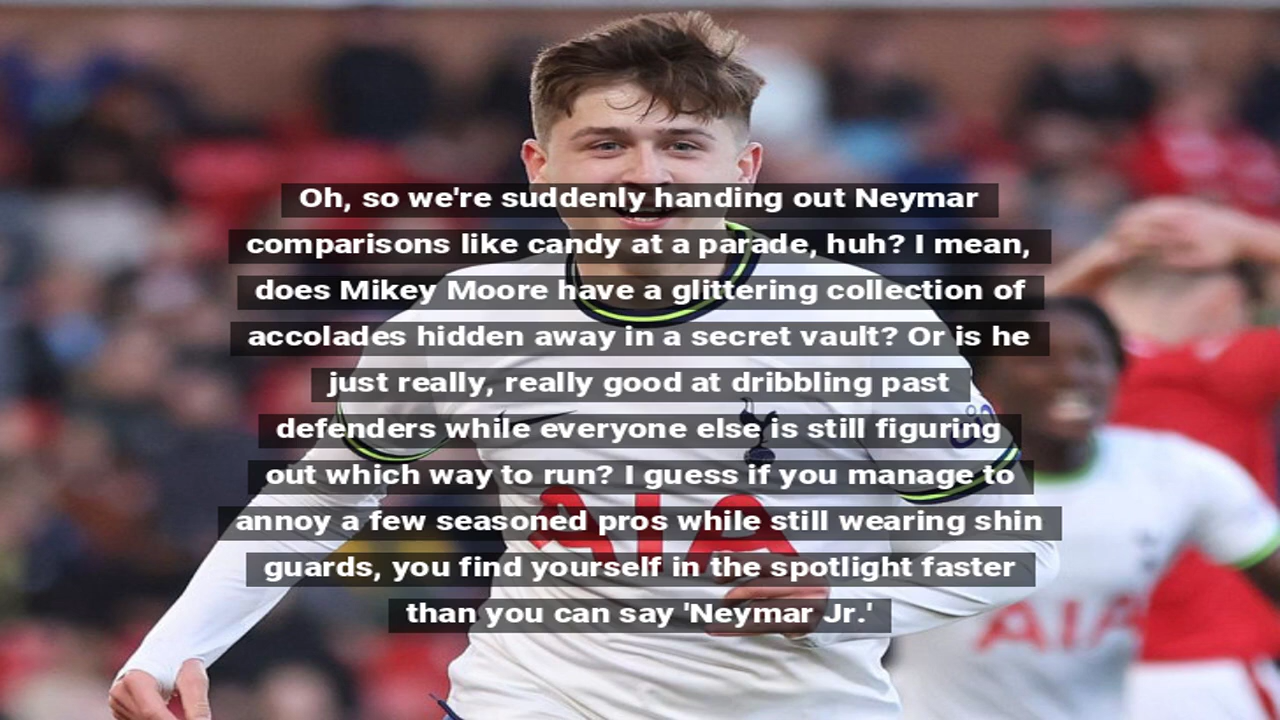 Oh, so we're suddenly handing out Neymar
comparisons like candy at a parade, huh? I mean,
does Mikey Moore have a glittering collection of
accolades hidden away in a secret vault? Or is he
just really, really good at dribbling past
defenders while everyone else is still figuring
out which way to run? I guess if you manage to
annoy a few seasoned pros while still wearing shin
guards, you find yourself in the spotlight faster
than you can say 'Neymar Jr.'
AIA
AIA